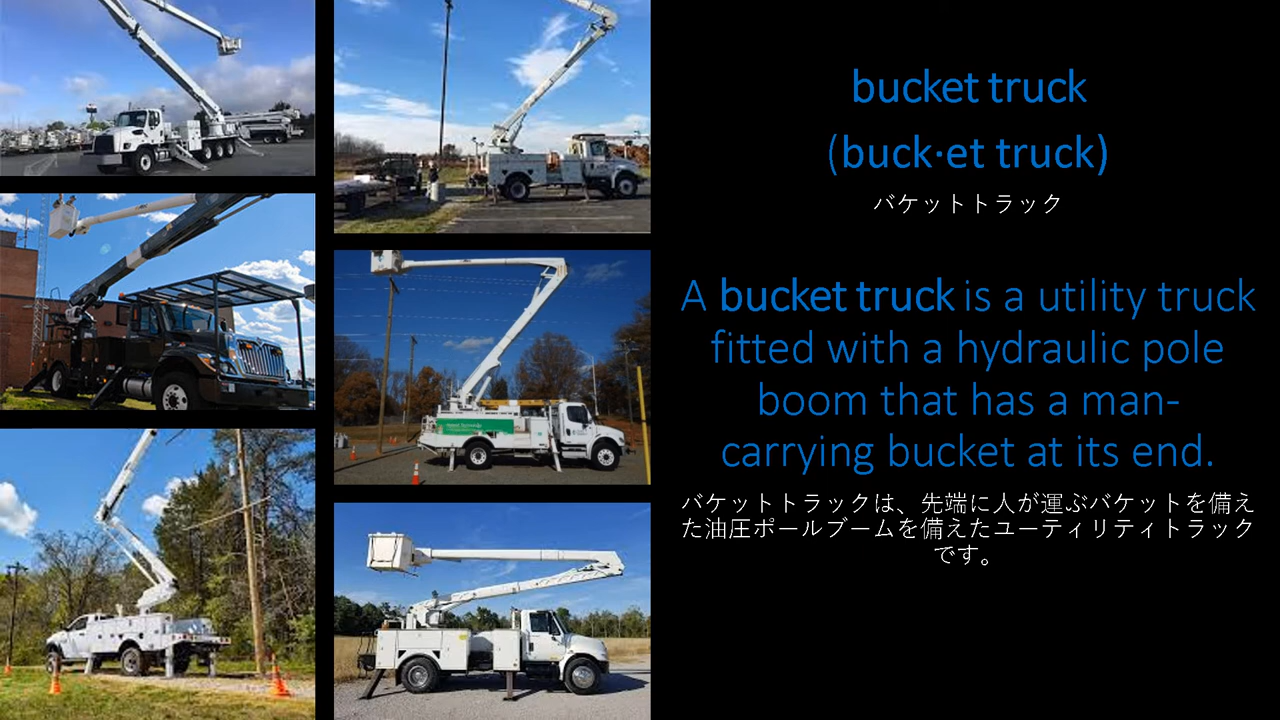 bucket truck
(buck·et truck)
バケットトラック
A bucket truck is a utility truck
fitted with a hydraulic pole
boom that has a man-
carrying bucket at its end.
バケットトラックは、先端に人が運ぶバケットを備え
た油圧ポールブームを備えたユーティリティトラック
です。